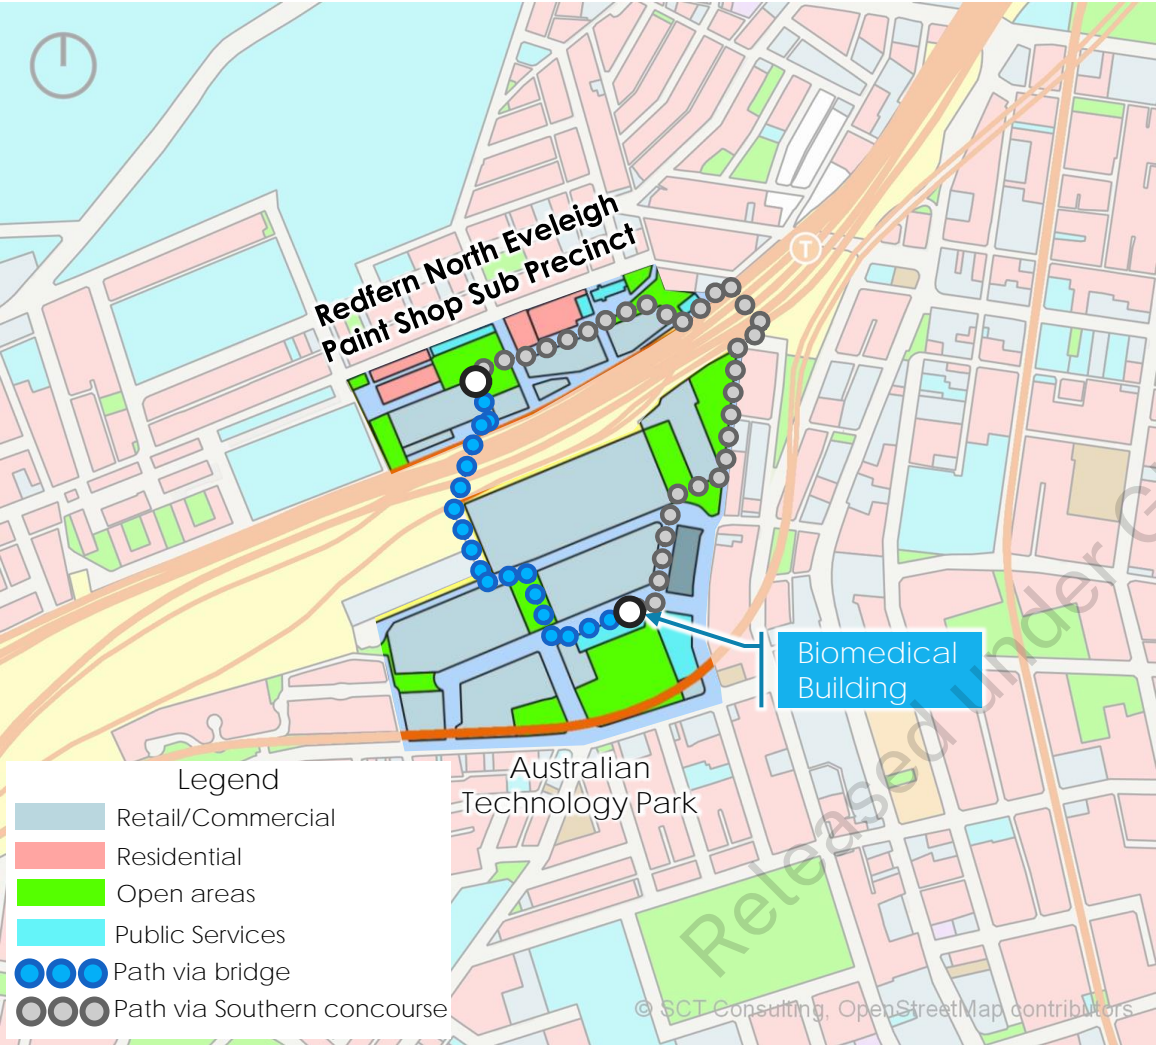 Redfern North Eveleigh
Paint Shop Sub Precinct
T
Biomedical
Building
Australian
Technology Park
Legend
Retail/Commercial
Residential
Open areas
Public Services
Path via bridge
Path via Southern concourse
Released under G
© SCT Consulting, OpenStreetMap contributors